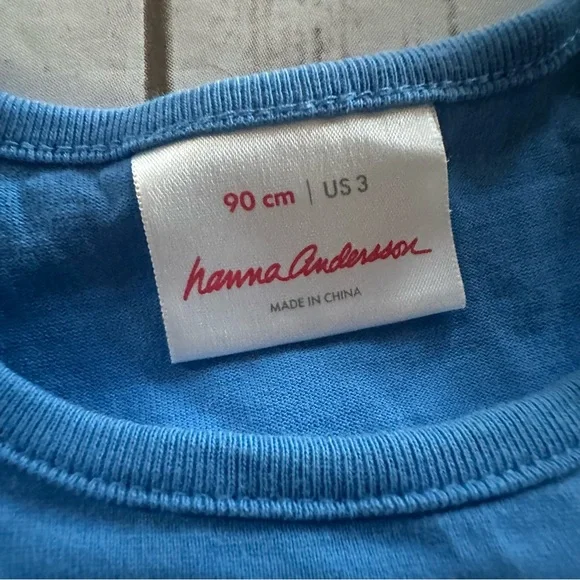 90 cm | US 3
hanna Andersson
MADE IN CHINA